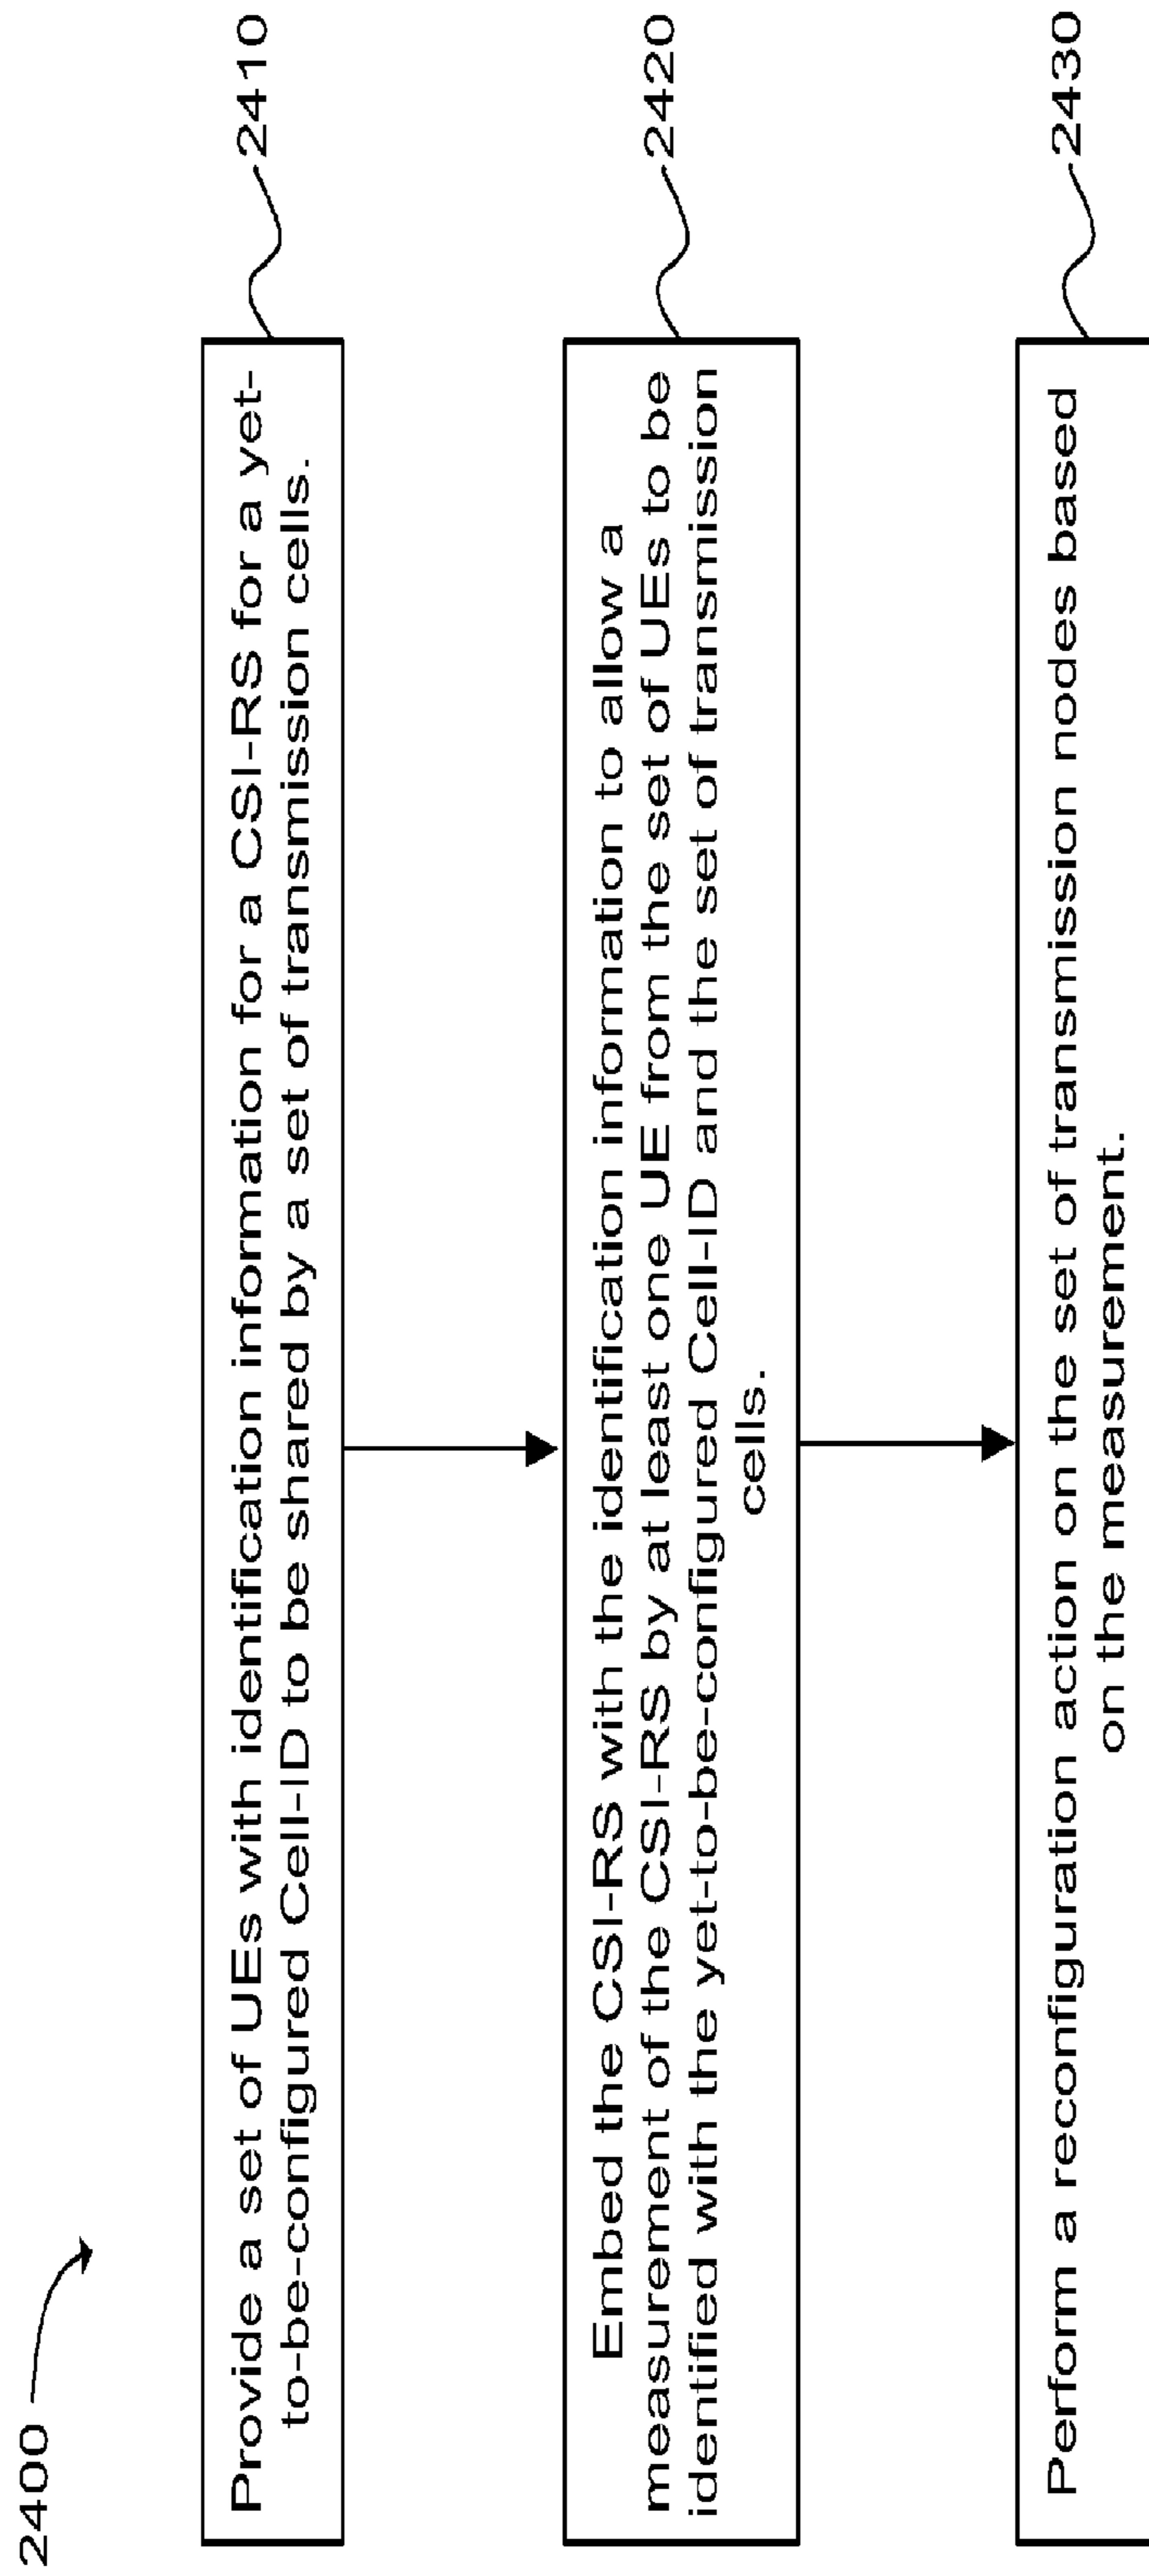 2400
Provide a set of UEs with identification information for a CSI-RS for a yet-
to-be-configured Cell-ID to be shared by a set of transmission cells.
2410
Embed the CSI-RS with the identification information to allow a
measurement of the CSI-RS by at least one UE from the set of UEs to be
identified with the yet-to-be-configured Cell-ID and the set of transmission
cells.
2420
Perform a reconfiguration action on the set of transmission nodes based
on the measurement.
2430